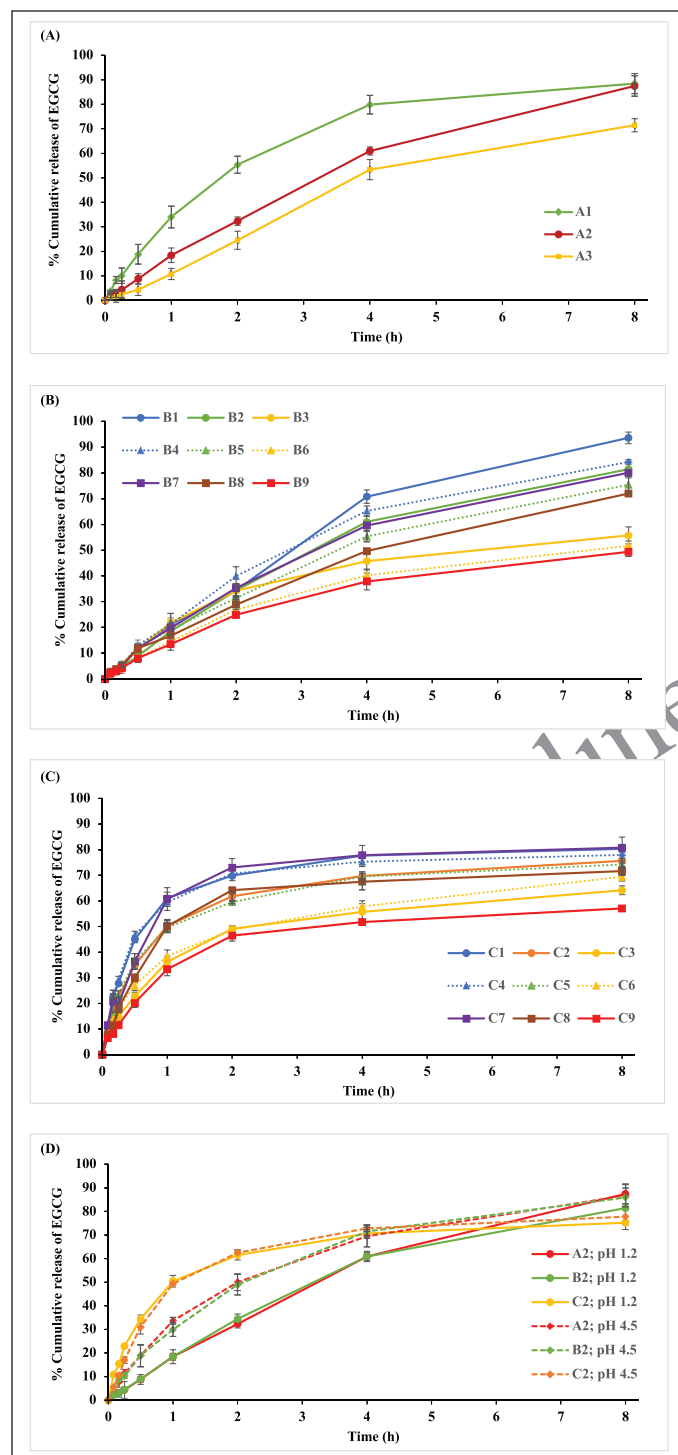 (A)
% Cumulative release of EGCG
100
90
80
70
60
50
40
30
20
10
0
A1
A2
A3
0 1 2 3 4 5 6 7 8
Time (h)
(B)
% Cumulative release of EGCG
B1 B2 B3
B4 B5 B6
B7 B8 B9
100
90
80
70
60
50
40
30
20
10
0
0 1 2 3 4 5 6 7 8
Time (h)
(C)
% Cumulative release of EGCG
100
90
80
70
60
50
40
30
20
10
0
C1 C2 C3
C4 C5 C6
C7 C8 C9
0 1 2 3 4 5 6 7 8
Time (h)
(D)
% Cumulative release of EGCG
100
90
80
70
60
50
40
30
20
10
0
A2; pH 1.2
B2; pH 1.2
C2; pH 1.2
A2; pH 4.5
B2; pH 4.5
C2; pH 4.5
0 1 2 3 4 5 6 7 8
Time (h)